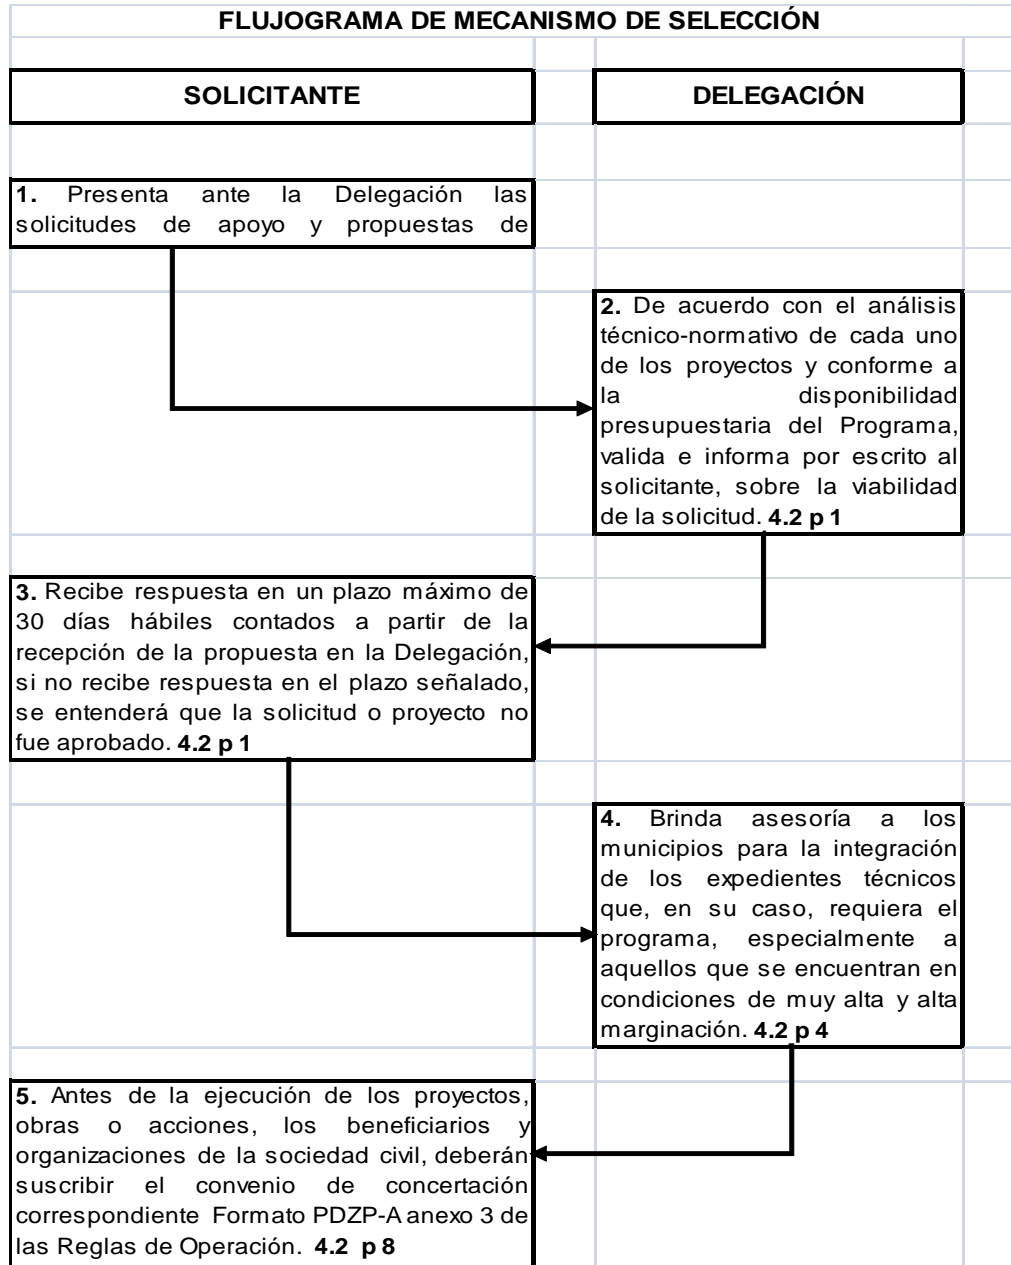 FLUJOGRAMA DE MECANISMO DE SELECCIÓN
SOLICITANTE
DELEGACIÓN
1. Presenta ante la Delegación las
solicitudes de apoyo y propuestas de
2. De acuerdo con el análisis
técnico-normativo de cada uno
de los proyectos y conforme a
la disponibilidad
presupuestaria del Programa,
valida e informa por escrito al
solicitante, sobre la viabilidad
de la solicitud. 4.2 p 1
3. Recibe respuesta en un plazo máximo de
30 días hábiles contados a partir de la
recepción de la propuesta en la Delegación,
si no recibe respuesta en el plazo señalado,
se entenderá que la solicitud o proyecto no
fue aprobado. 4.2 p 1
4. Brinda asesoría a los
municipios para la integración
de los expedientes técnicos
que, en su caso, requiera el
programa, especialmente a
aquellos que se encuentran en
condiciones de muy alta y alta
marginación. 4.2 p 4
5. Antes de la ejecución de los proyectos,
obras o acciones, los beneficiarios y
organizaciones de la sociedad civil, deberán
suscribir el convenio de concertación
correspondiente Formato PDZP-A anexo 3 de
las Reglas de Operación. 4.2 p 8